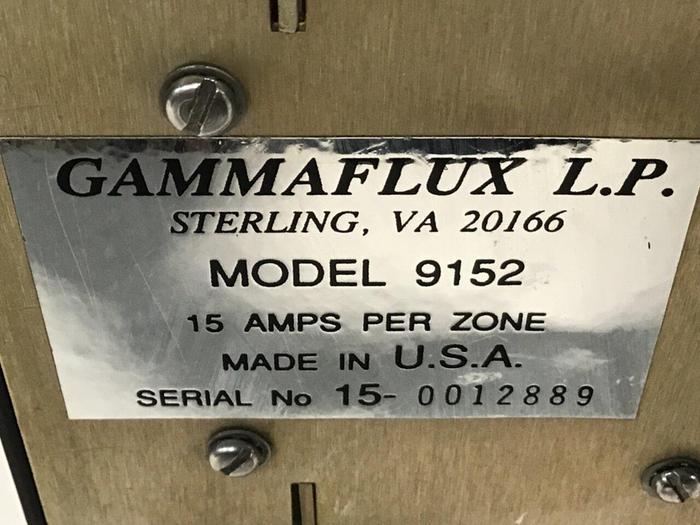 GAMMAFLUX L.P.
STERLING, VA 20166
MODEL 9152
15 AMPS PER ZONE
MADE IN U.S.A.
SERIAL No 15- 0012889